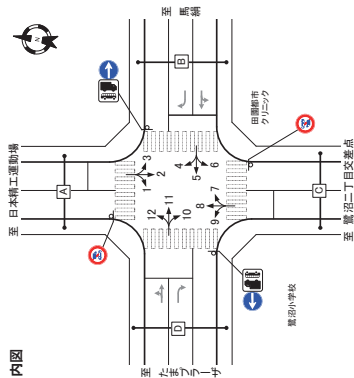 内図
至 日本精工運動場
至 馬絹
至 たまプラーザ
至 鷺沼二丁目交差点
田園都市
クリニック
鷺沼小学校
A
B
C
D
N
1
2
3
4
5
6
7
8
9
10
11
12